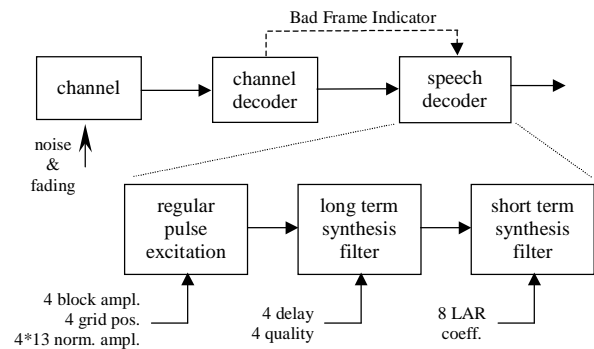 Bad Frame Indicator
channel
channel
decoder
speech
decoder
noise
&
fading
regular
pulse
excitation
long term
synthesis
filter
short term
synthesis
filter
4 block ampl.
4 grid pos.
4*13 norm. ampl.
4 delay
4 quality
8 LAR
coeff.